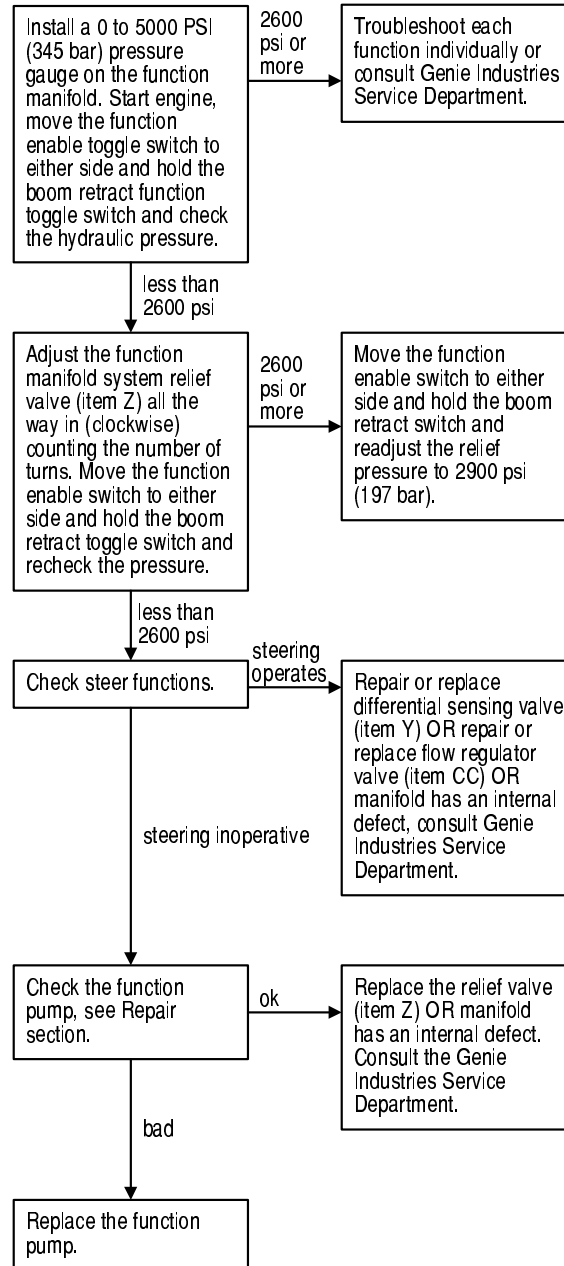 Install a 0 to 5000 PSI
(345 bar) pressure
gauge on the function
manifold. Start engine,
move the function
enable toggle switch to
either side and hold the
boom retract function
toggle switch and check
the hydraulic pressure.
2600
psi or
more
Troubleshoot each
function individually or
consult Genie Industries
Service Department.
less than
2600 psi
Adjust the function
manifold system relief
valve (item Z) all the
way in (clockwise)
counting the number of
turns. Move the function
enable switch to either
side and hold the boom
retract toggle switch and
recheck the pressure.
2600
psi or
more
Move the function
enable switch to either
side and hold the boom
retract switch and
readjust the relief
pressure to 2900 psi
(197 bar).
less than
2600 psi
Check steer functions.
steering
operates
Repair or replace
differential sensing valve
(item Y) OR repair or
replace flow regulator
valve (item CC) OR
manifold has an internal
defect, consult Genie
Industries Service
Department.
steering inoperative
Check the function
pump, see Repair
section.
ok
Replace the relief valve
(item Z) OR manifold
has an internal defect.
Consult the Genie
Industries Service
Department.
bad
Replace the function
pump.